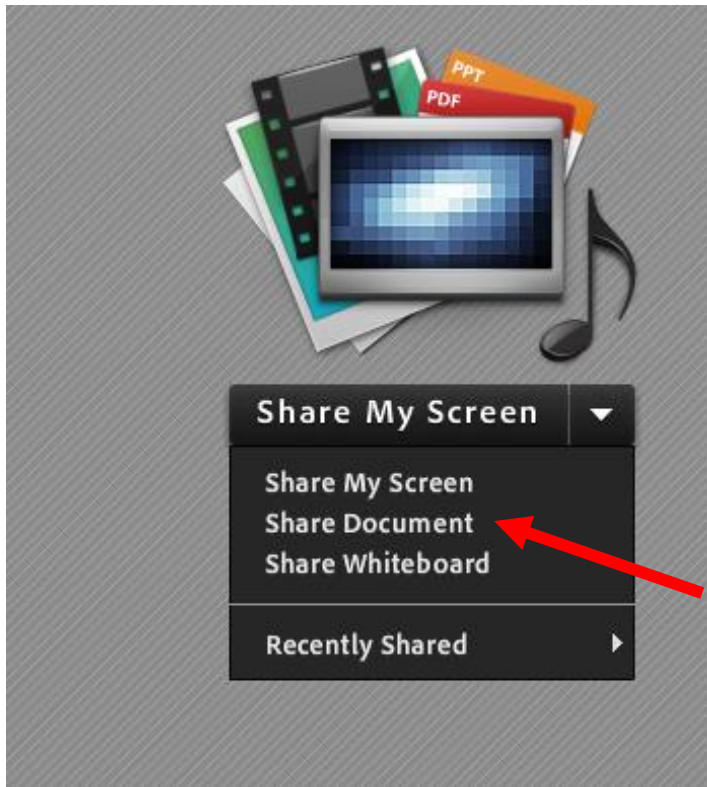 PPT
PDF
Share My Screen
Share My Screen
Share Document
Share Whiteboard
Recently Shared